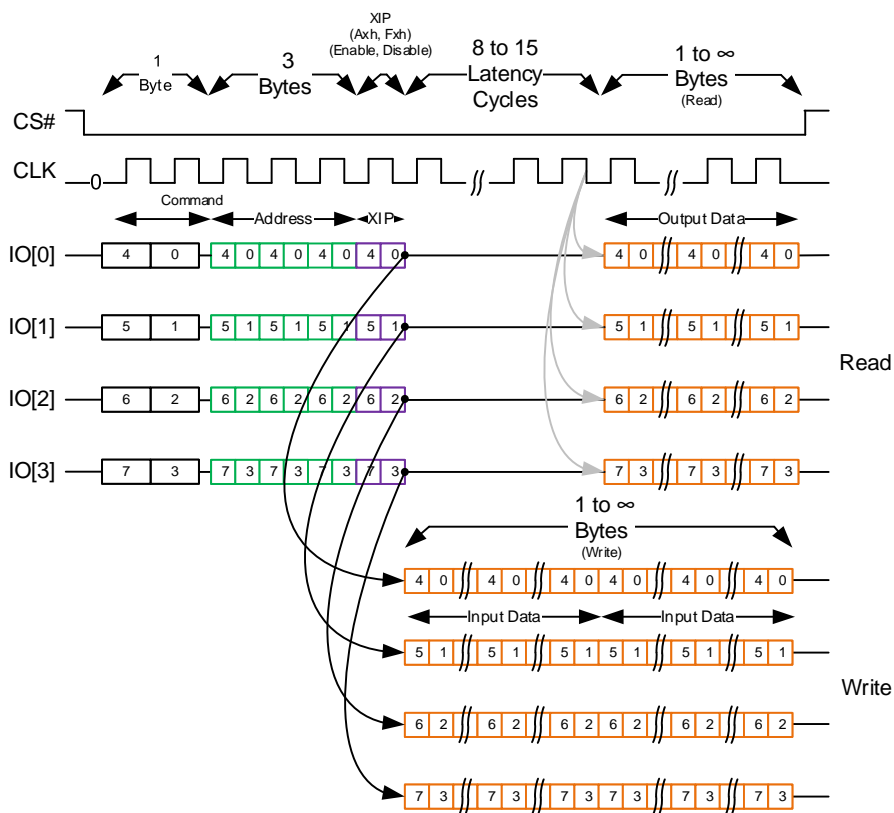 XIP
(Axh, Fxh)
(Enable, Disable)
1
Byte
3
Bytes
8 to 15
Latency
Cycles
1 to ∞
Bytes
(Read)
CS#
CLK
0
Command
Address
XIP
Output Data
IO[0] 4 0 4 0 4 0 4 0 4 0 4 0 4 0 4 0
IO[1] 5 1 5 1 5 1 5 1 5 1 5 1 5 1 5 1
Read
IO[2] 6 2 6 2 6 2 6 2 6 2 6 2 6 2 6 2
IO[3] 7 3 7 3 7 3 7 3 7 3 7 3 7 3 7 3
1 to ∞
Bytes
(Write)
4 0 4 0 4 0 4 0 4 0 4 0
Input Data Input Data
5 1 5 1 5 1 5 1 5 1 5 1
Write
6 2 6 2 6 2 6 2 6 2 6 2
7 3 7 3 7 3 7 3 7 3 7 3